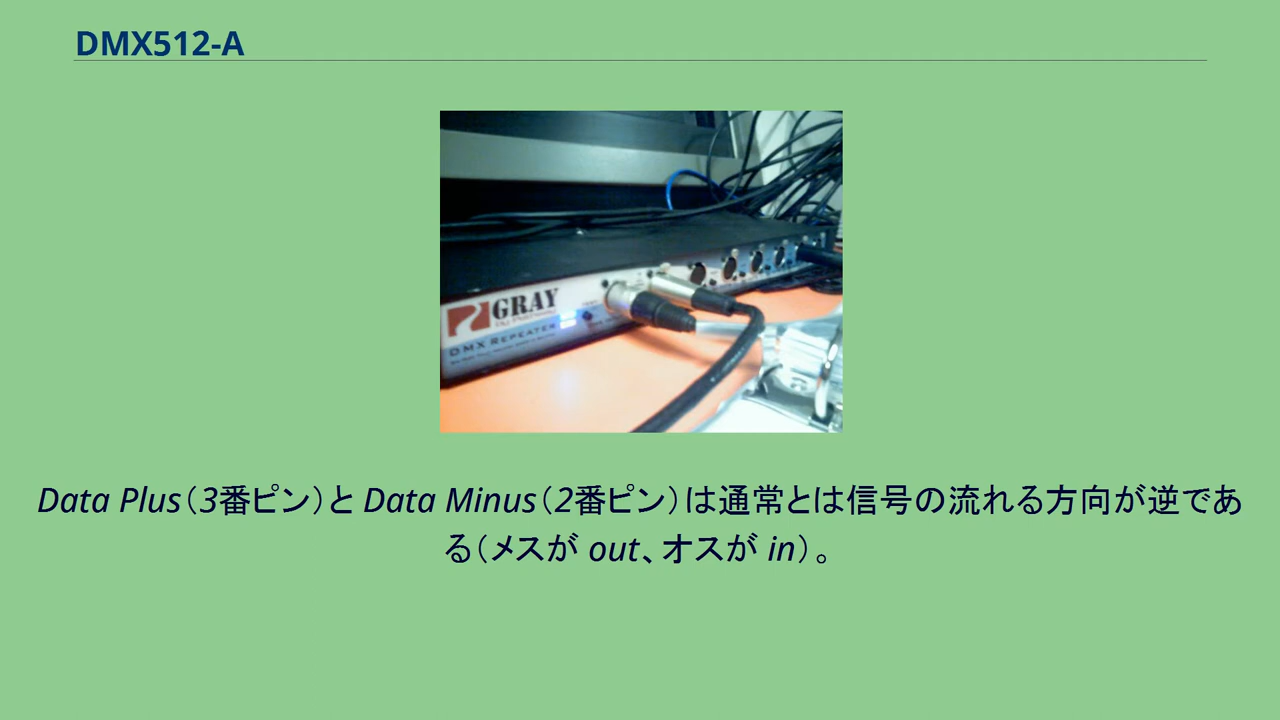 DMX512-A
GRAY
by Pathway
DMX REPEATER
Data Plus（3番ピン）と Data Minus（2番ピン）は通常とは信号の流れる方向が逆であ
る（メスが out、オスが in）。